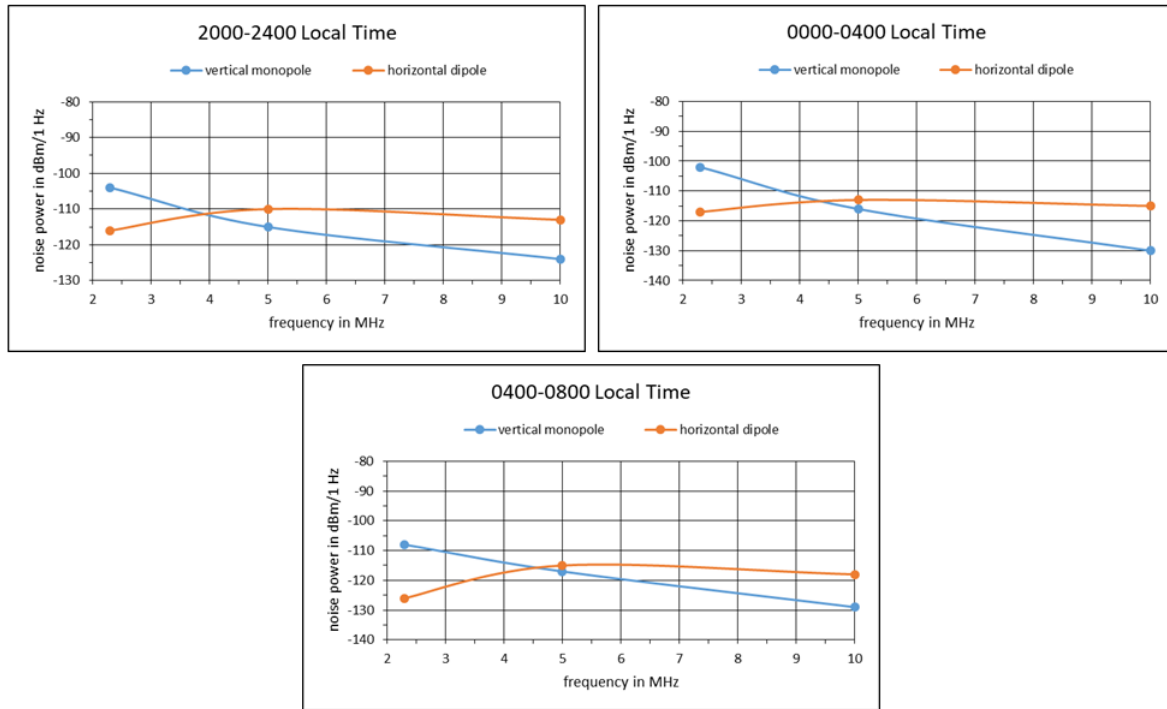 2000-2400 Local Time
vertical monopole horizontal dipole
noise power in dBm/1 Hz
-80
-90
-100
-110
-120
-130
2 3 4 5 6 7 8 9 10
frequency in MHz
0000-0400 Local Time
vertical monopole horizontal dipole
noise power in dBm/1 Hz
-80
-90
-100
-110
-120
-130
-140
2 3 4 5 6 7 8 9 10
frequency in MHz
0400-0800 Local Time
vertical monopole horizontal dipole
noise power in dBm/1 Hz
-80
-90
-100
-110
-120
-130
-140
2 3 4 5 6 7 8 9 10
frequency in MHz